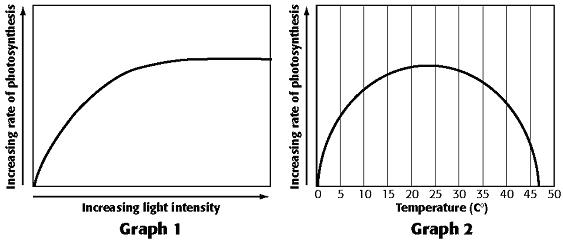 Increasing rate of photosynthesis
Increasing light intensity
Graph 1
Increasing rate of photosynthesis
0 5 10 15 20 25 30 35 40 45 50
Temperature (C°)
Graph 2